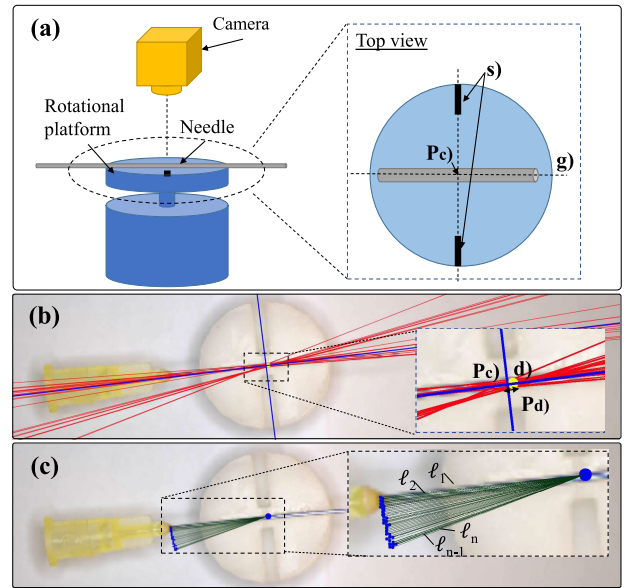 (a)
Camera
Rotational
platform
Needle
Top view
s)
Pc)
g)
(b)
Pc)
d)
Pd)
(c)
ℓ2
ℓ1
ℓn
ℓn-1